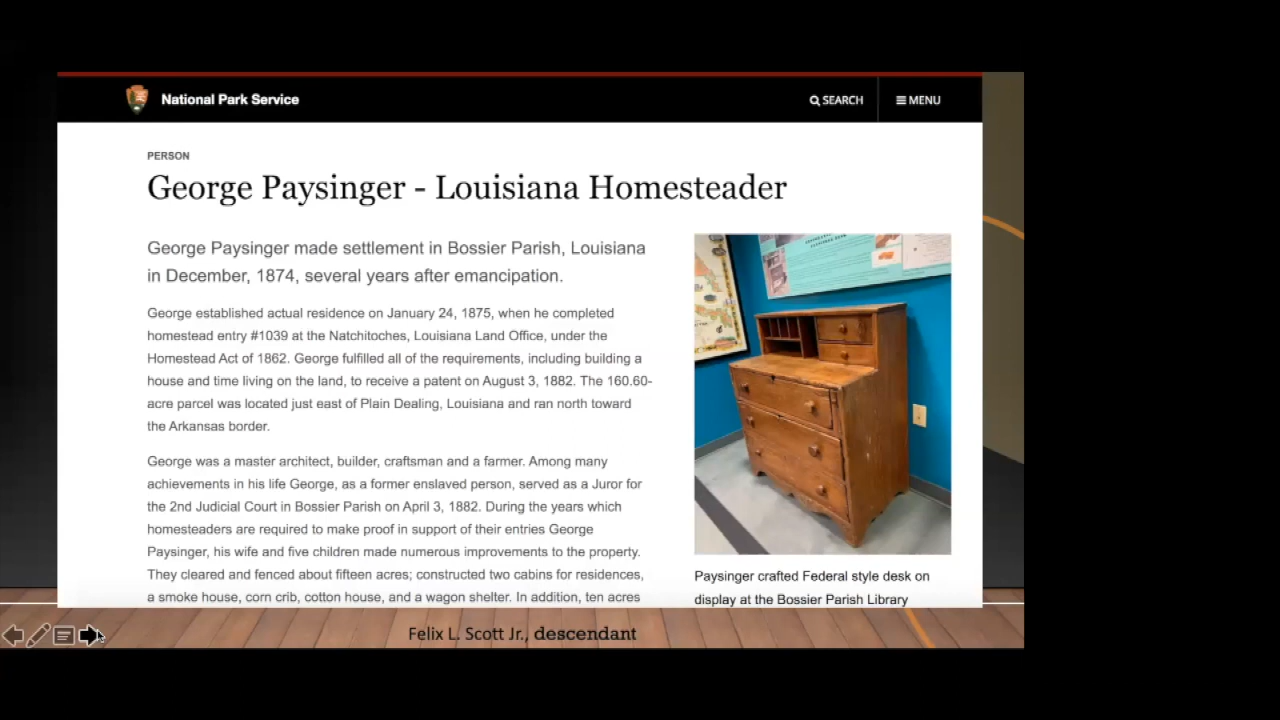 National Park Service
SEARCH
MENU
PERSON
George Paysinger - Louisiana Homesteader
George Paysinger made settlement in Bossier Parish, Louisiana
in December, 1874, several years after emancipation.
George established actual residence on January 24, 1875, when he completed
homestead entry #1039 at the Natchitoches, Louisiana Land Office, under the
Homestead Act of 1862. George fulfilled all of the requirements, including building a
house and time living on the land, to receive a patent on August 3, 1882. The 160.60-
acre parcel was located just east of Plain Dealing, Louisiana and ran north toward
the Arkansas border.
George was a master architect, builder, craftsman and a farmer. Among many
achievements in his life George, as a former enslaved person, served as a Juror for
the 2nd Judicial Court in Bossier Parish on April 3, 1882. During the years which
homesteaders are required to make proof in support of their entries George
Paysinger, his wife and five children made numerous improvements to the property.
They cleared and fenced about fifteen acres; constructed two cabins for residences,
a smoke house, corn crib, cotton house, and a wagon shelter. In addition, ten acres
Paysinger crafted Federal style desk on
display at the Bossier Parish Library
Felix L. Scott Jr., descendant